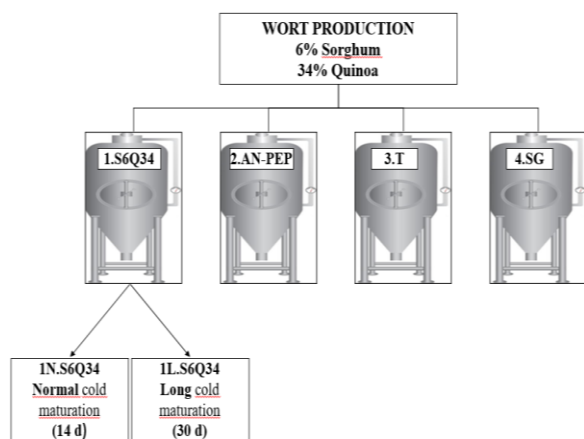 WORT PRODUCTION
6% Sorghum
34% Quinoa
1.S6Q34
2.AN-PEP
3.T
4.SG
1N.S6Q34
Normal cold
maturation
(14 d)
1L.S6Q34
Long cold
maturation
(30 d)